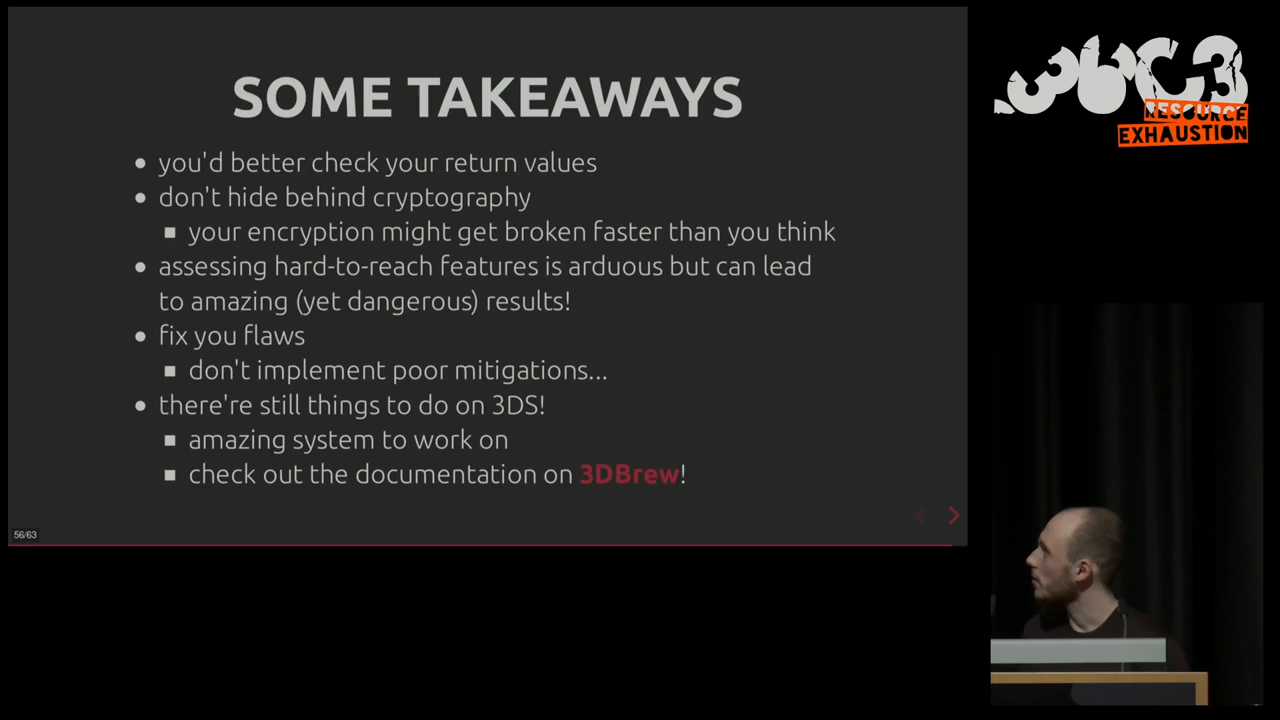 SOME TAKEAWAYS
you'd better check your return values
don't hide behind cryptography
your encryption might get broken faster than you think
assessing hard-to-reach features is arduous but can lead
to amazing (yet dangerous) results!
fix you flaws
don't implement poor mitigations...
there're still things to do on 3DS!
amazing system to work on
check out the documentation on 3DBrew!
56/63
36C3
RESOURCE
EXHAUSTION